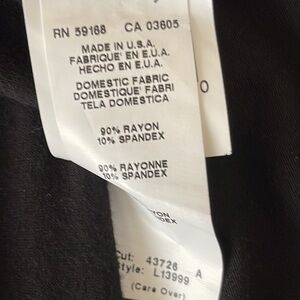 RN 59168 CA 03605
MADE IN U.S.A.
FABRIQUE' EN E.U.A.
HECHO EN E.U.A.
DOMESTIC FABRIC
DOMESTIQUE' FABRI
TELA DOMESTICA
O
90% RAYON
10% SPANDEX
90% RAYONNE
10% SPANDEX
Cut: 43726 A
Style: L13999
(Care Over)